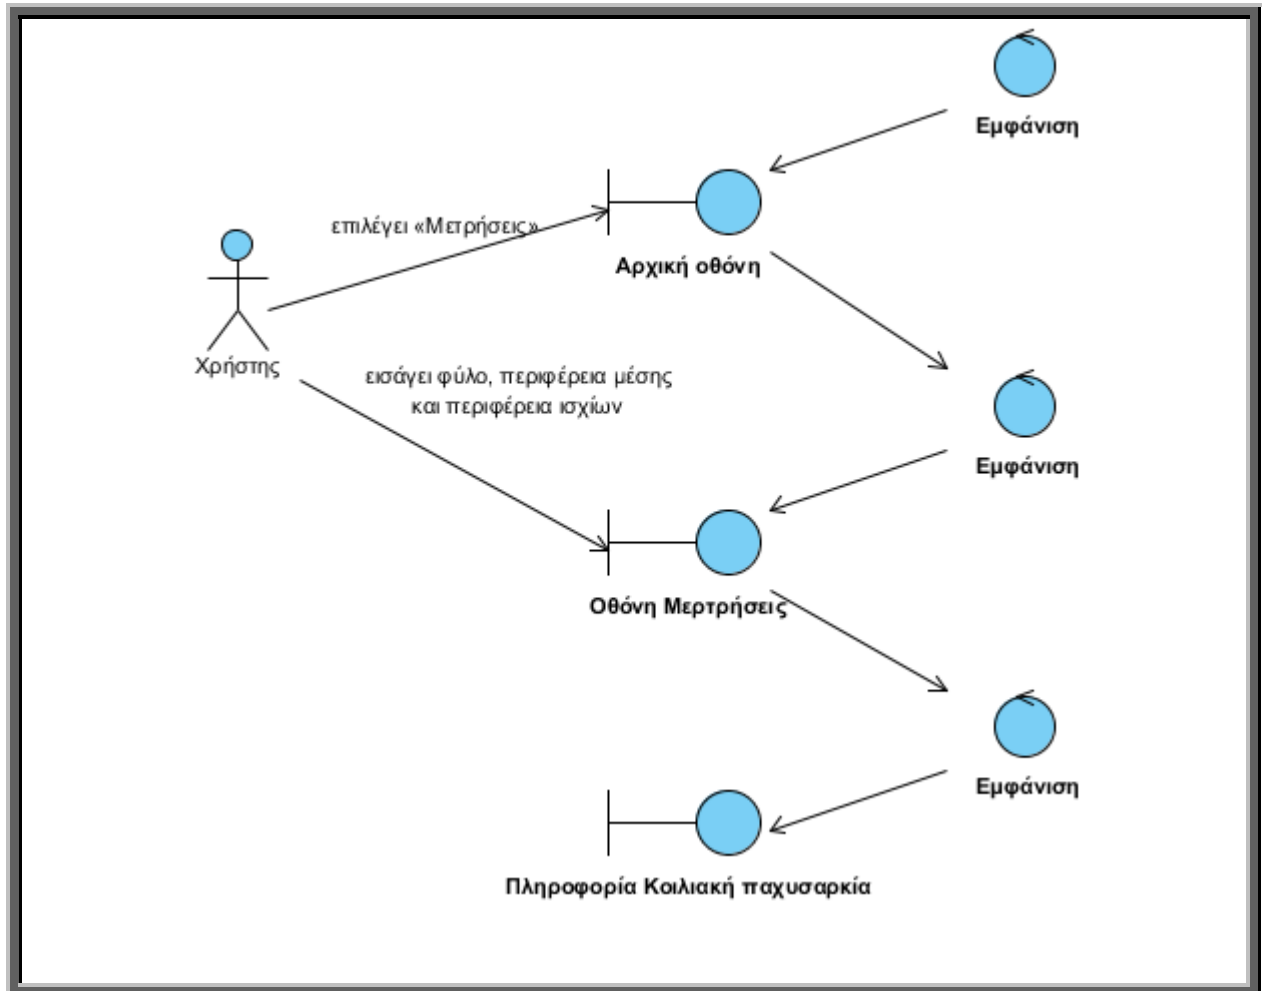 Εμφάνιση
επιλέγει «Μετρήσεις»
Αρχική οθόνη
Χρήστης
εισάγει φύλο, περιφέρεια μέσης
και περιφέρεια ισχίων
Εμφάνιση
Οθόνη Μερτρήσεις
Εμφάνιση
Πληροφορία Κοιλιακή παχυσαρκία